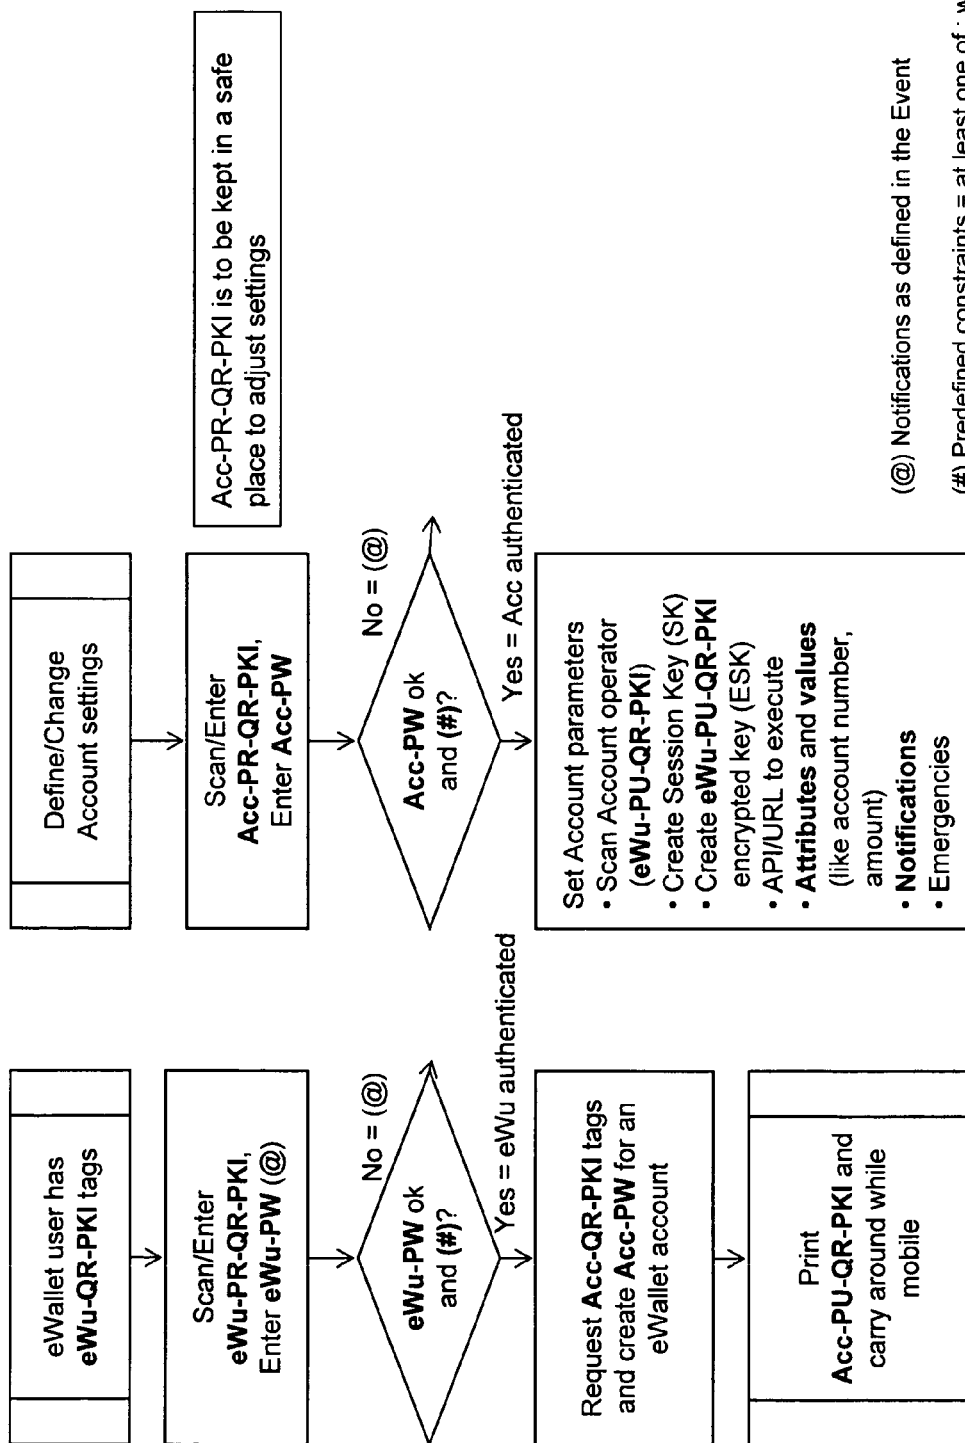 eWallet user has
eWu-QR-PKI tags
Scan/Enter
eWu-PR-QR-PKI,
Enter eWu-PW (@)
No = (@)
eWu-PW ok
and (#)?
Yes = eWu authenticated
Request Acc-QR-PKI tags
and create Acc-PW for an
eWallet account
Print
Acc-PU-QR-PKI and
carry around while
mobile
Define/Change
Account settings
Scan/Enter
Acc-PR-QR-PKI,
Enter Acc-PW
Acc-PR-QR-PKI is to be kept in a safe
place to adjust settings
No = (@)
Acc-PW ok
and (#)?
Yes = Acc authenticated
Set Account parameters
• Scan Account operator
(eWu-PU-QR-PKI)
• Create Session Key (SK)
• Create eWu-PU-QR-PKI
encrypted key (ESK)
• API/URL to execute
• Attributes and values
(like account number,
amount)
• Notifications
• Emergencies
(@) Notifications as defined in the Event
(#) Predefined constraints = at least one of :